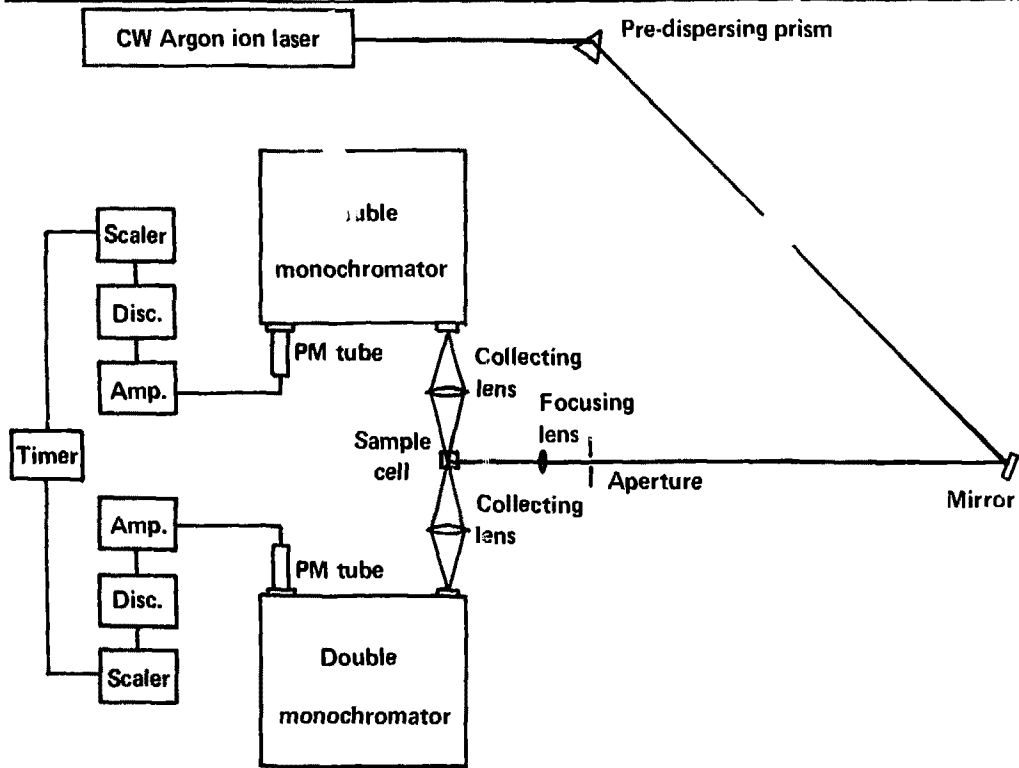 CW Argon ion laser
Pre-dispersing prism
monochromator
Scaler
Disc.
Amp.
PM tube
Collecting
lens
Focusing
lens
Sample
cell
Timer
Aperture
Mirror
Collecting
lens
Amp.
Disc.
Scaler
PM tube
Double
monochromator